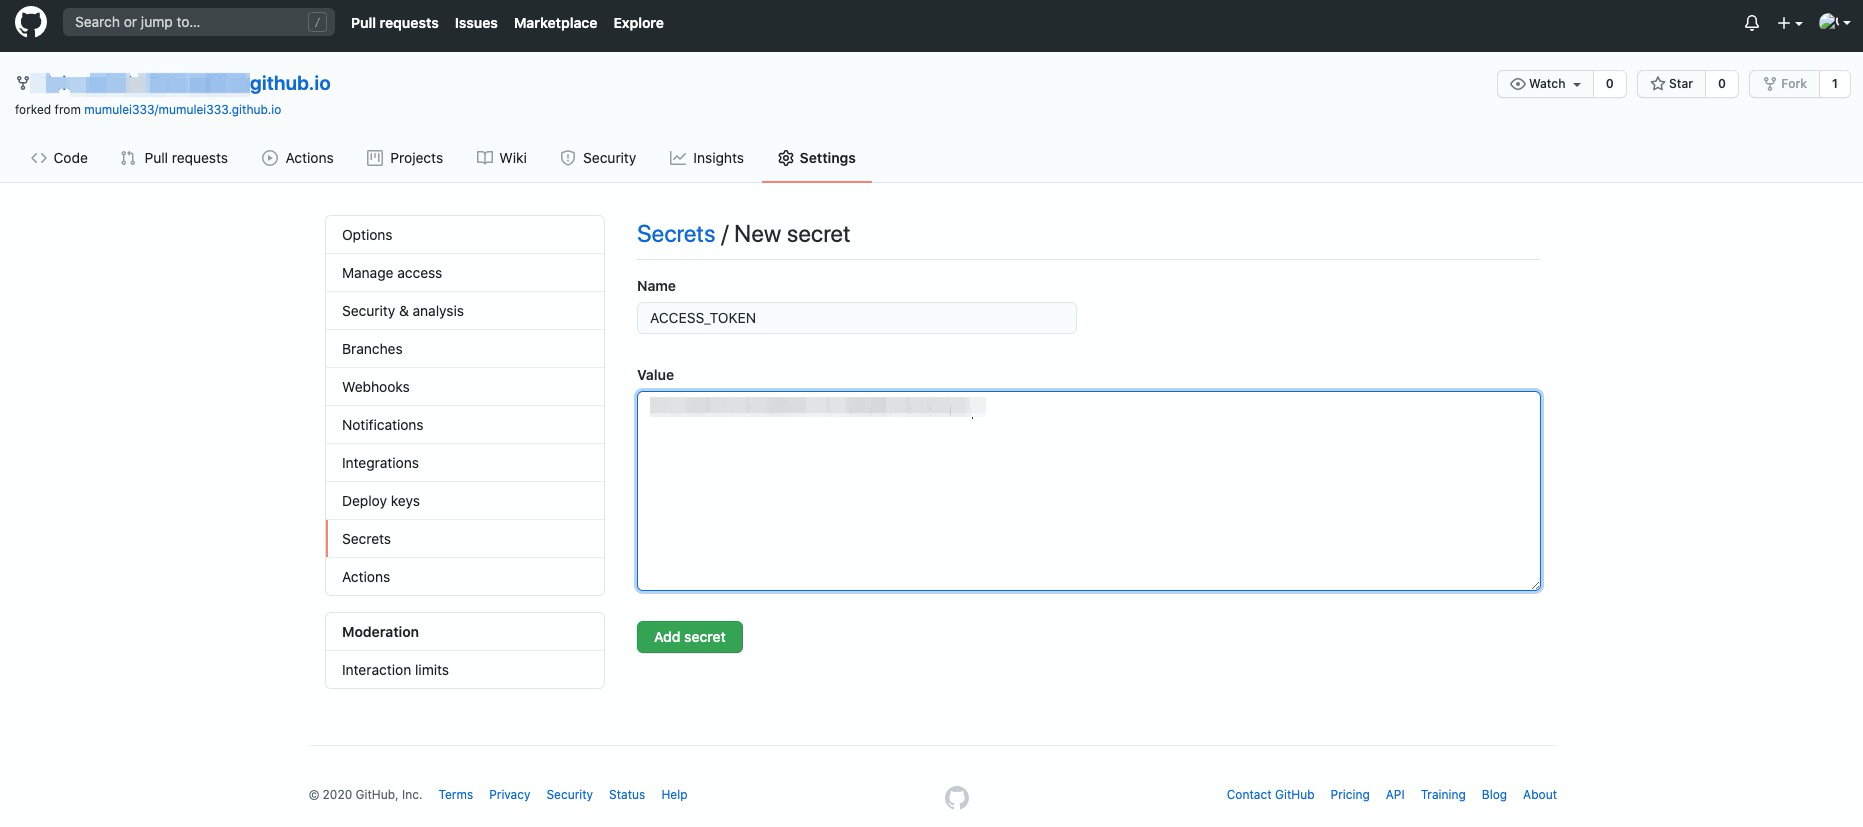 Search or jump to... /
Pull requests Issues Marketplace Explore
github.io
forked from mumulei333/mumulei333.github.io
Watch 0 Star 0 Fork 1
Code Pull requests Actions Projects Wiki Security Insights Settings
Options
Manage access
Security & analysis
Branches
Webhooks
Notifications
Integrations
Deploy keys
Secrets
Actions
Moderation
Interaction limits
Secrets / New secret
Name
ACCESS_TOKEN
Value
Add secret
© 2020 GitHub, Inc. Terms Privacy Security Status Help
Contact GitHub Pricing API Training Blog About